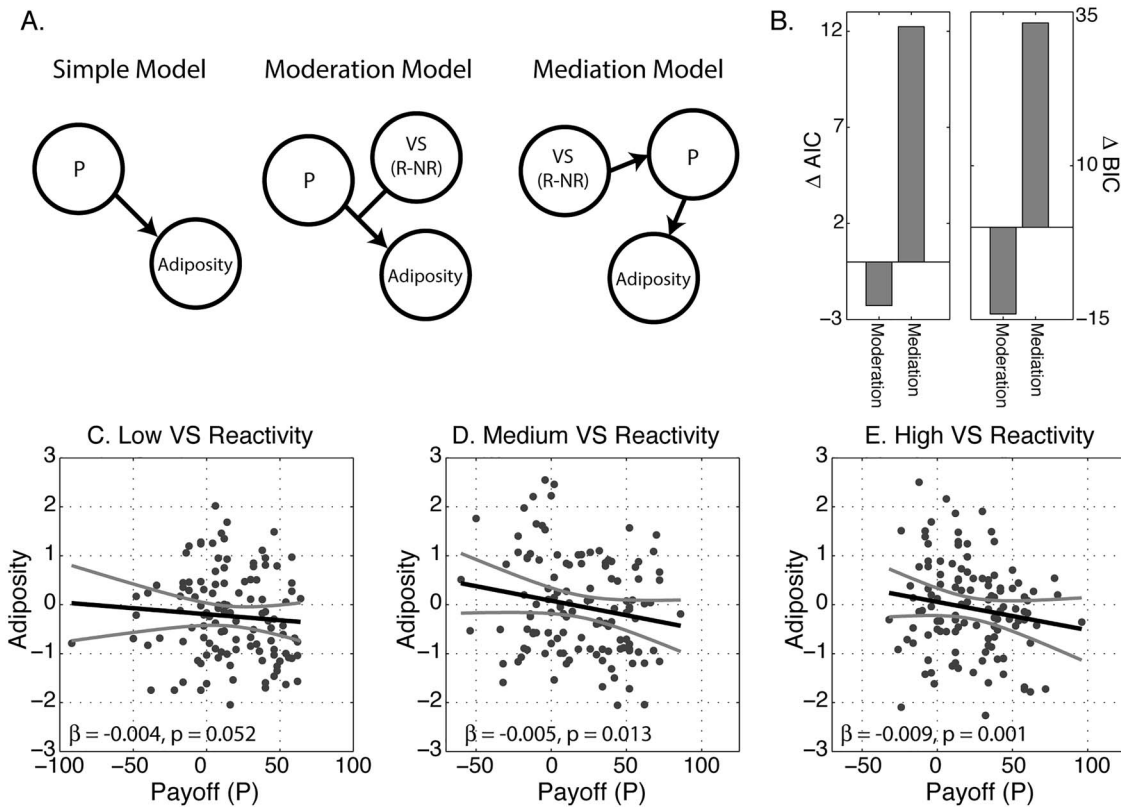 A.
Simple Model
Moderation Model
Mediation Model
P
Adiposity
P
VS
(R-NR)
Adiposity
VS
(R-NR)
P
Adiposity
B.
12
7
2
−3
Δ AIC
Moderation
Mediation
35
10
−15
Δ BIC
Moderation
Mediation
C. Low VS Reactivity
3
2
1
0
−1
−2
−3
Adiposity
β = -0.004, p = 0.052
−100
−50
0
50
100
Payoff (P)
D. Medium VS Reactivity
3
2
1
0
−1
−2
−3
Adiposity
β = -0.005, p = 0.013
−50
0
50
100
Payoff (P)
E. High VS Reactivity
3
2
1
0
−1
−2
−3
Adiposity
β = -0.009, p = 0.001
−50
0
50
100
Payoff (P)